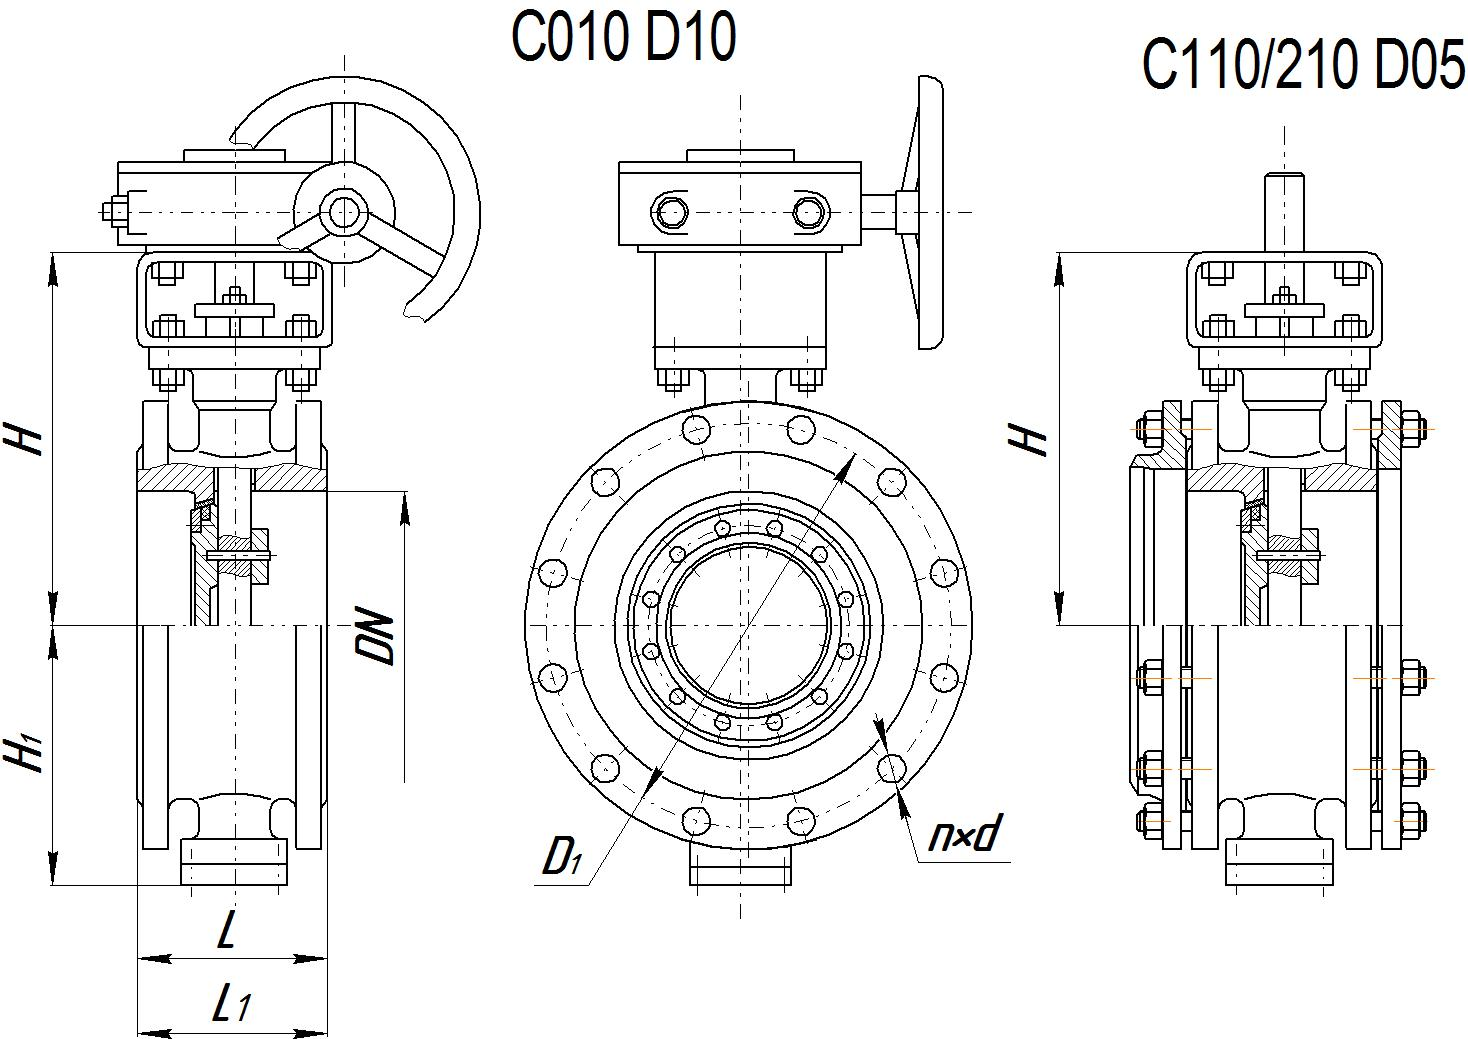 C010 D10
C110/210 D05
H
H
DN
H₁
D₁
n×d
L
L₁